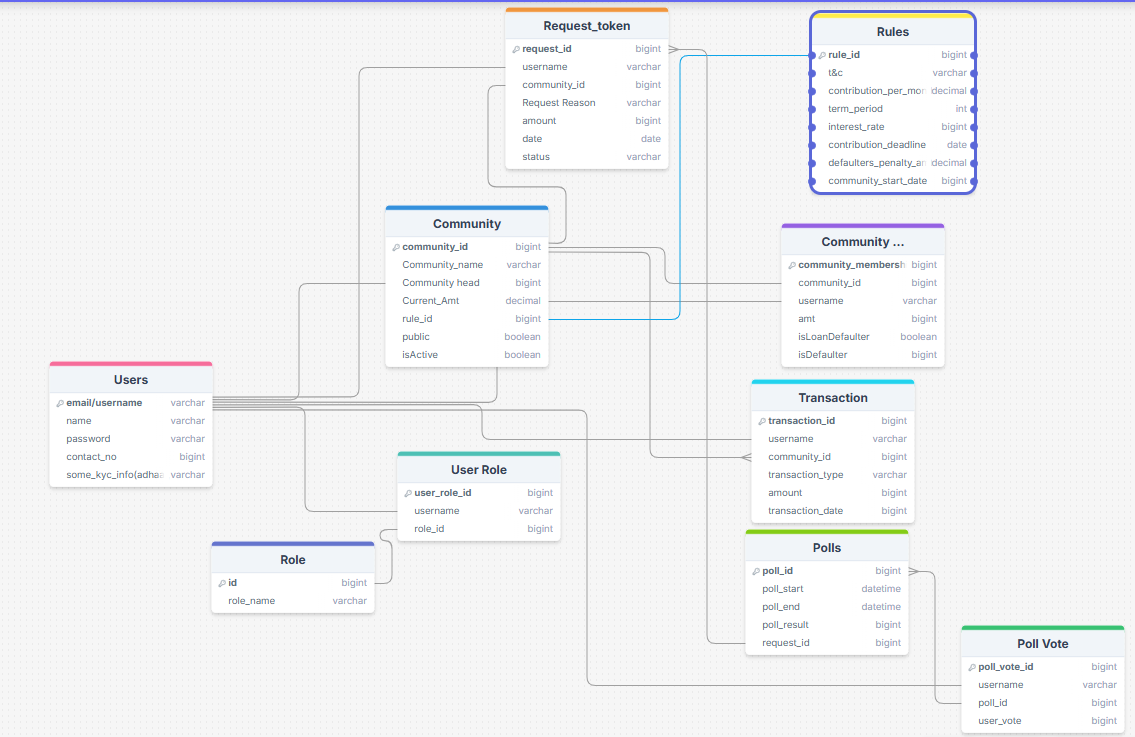 Request_token
request_id bigint
username varchar
community_id bigint
Request Reason varchar
amount bigint
date date
status varchar
Rules
rule_id bigint
t&c varchar
contribution_per_mor decimal
term_period int
interest_rate bigint
contribution_deadline date
defaulters_penalty_ar decimal
community_start_date bigint
Community
community_id bigint
Community_name varchar
Community head bigint
Current_Amt decimal
rule_id bigint
public boolean
isActive boolean
Community ...
community_membersh bigint
community_id bigint
username varchar
amt bigint
isLoanDefaulter boolean
isDefaulter bigint
Users
email/username varchar
name varchar
password varchar
contact_no bigint
some_kyc_info(adhaa varchar
Transaction
transaction_id bigint
username varchar
community_id bigint
transaction_type varchar
amount bigint
transaction_date bigint
User Role
user_role_id bigint
username varchar
role_id bigint
Role
id bigint
role_name varchar
Polls
poll_id bigint
poll_start datetime
poll_end datetime
poll_result bigint
request_id bigint
Poll Vote
poll_vote_id bigint
username varchar
poll_id bigint
user_vote bigint